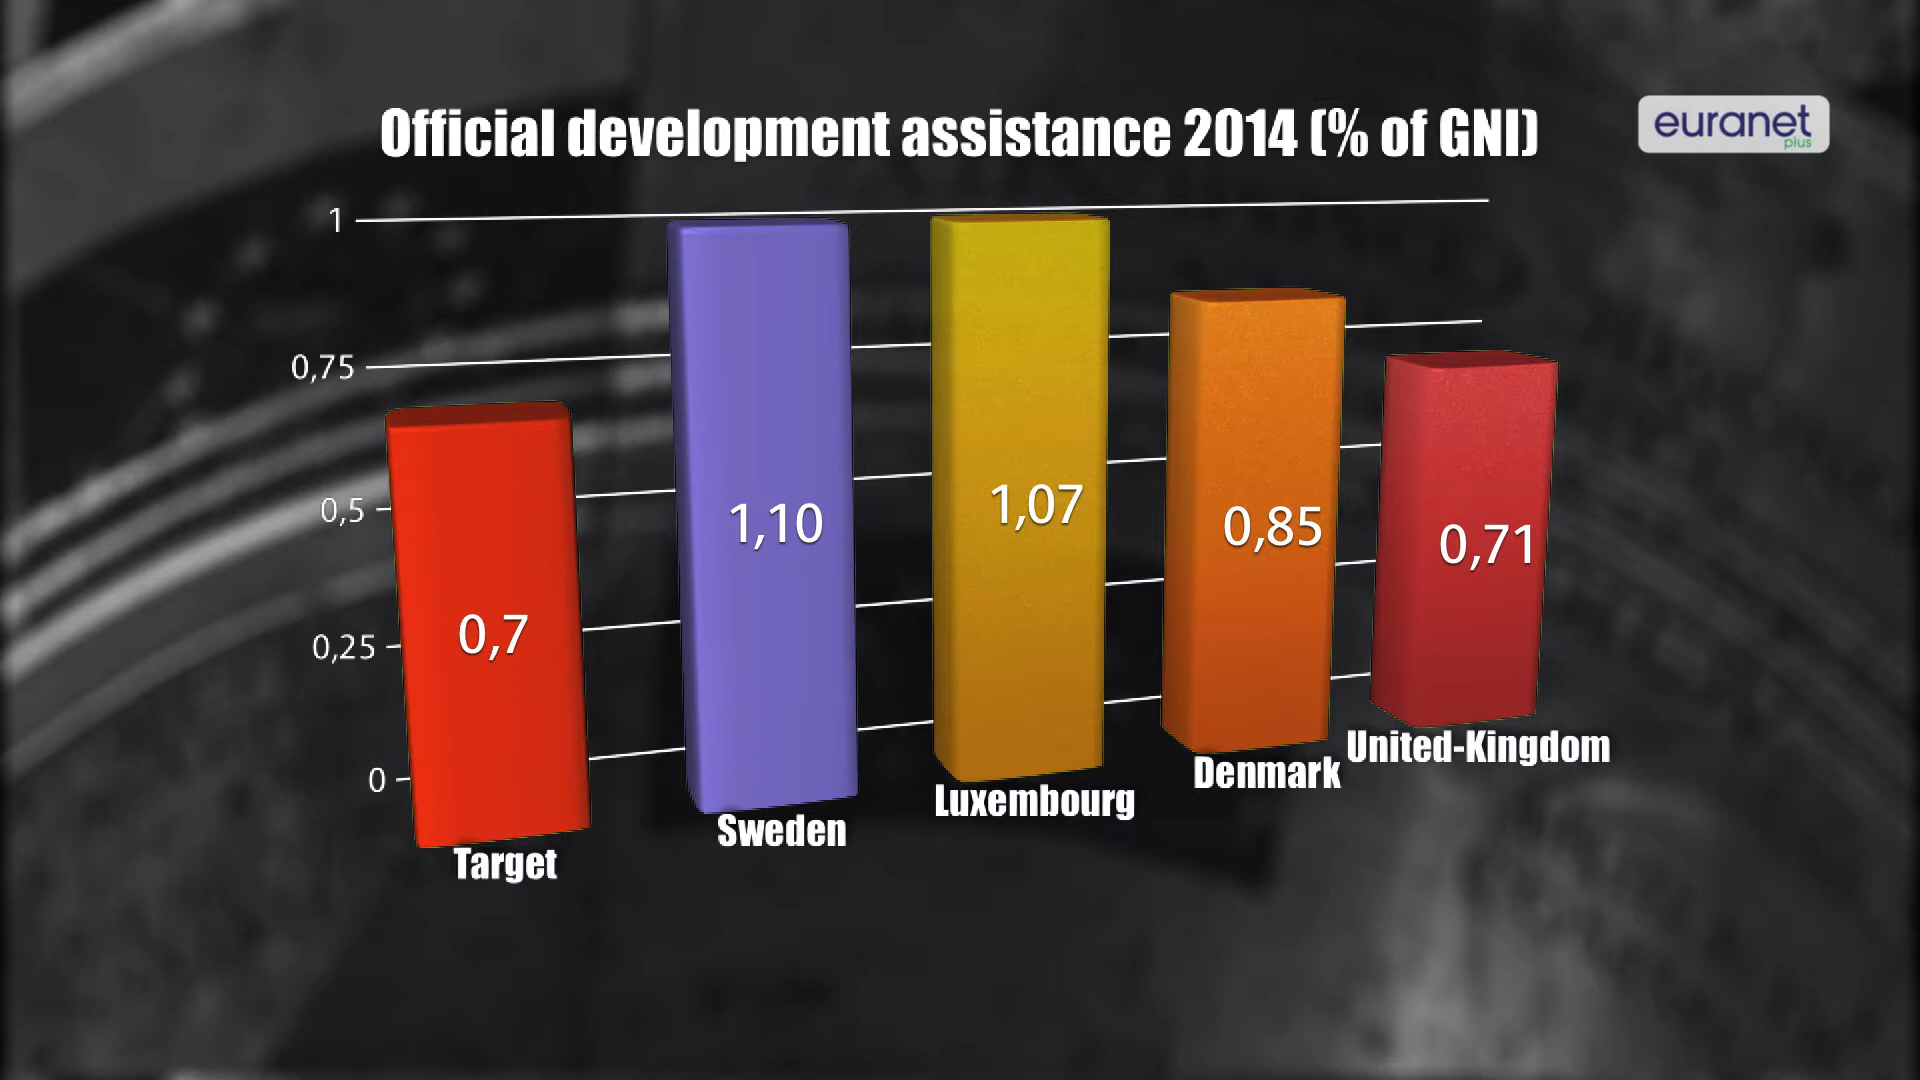 Official development assistance 2014 (% of GNI)
euranet
plus
1
0,75
0,5
0,25
0
0,7
1,10
1,07
0,85
0,71
Target
Sweden
Luxembourg
Denmark
United-Kingdom